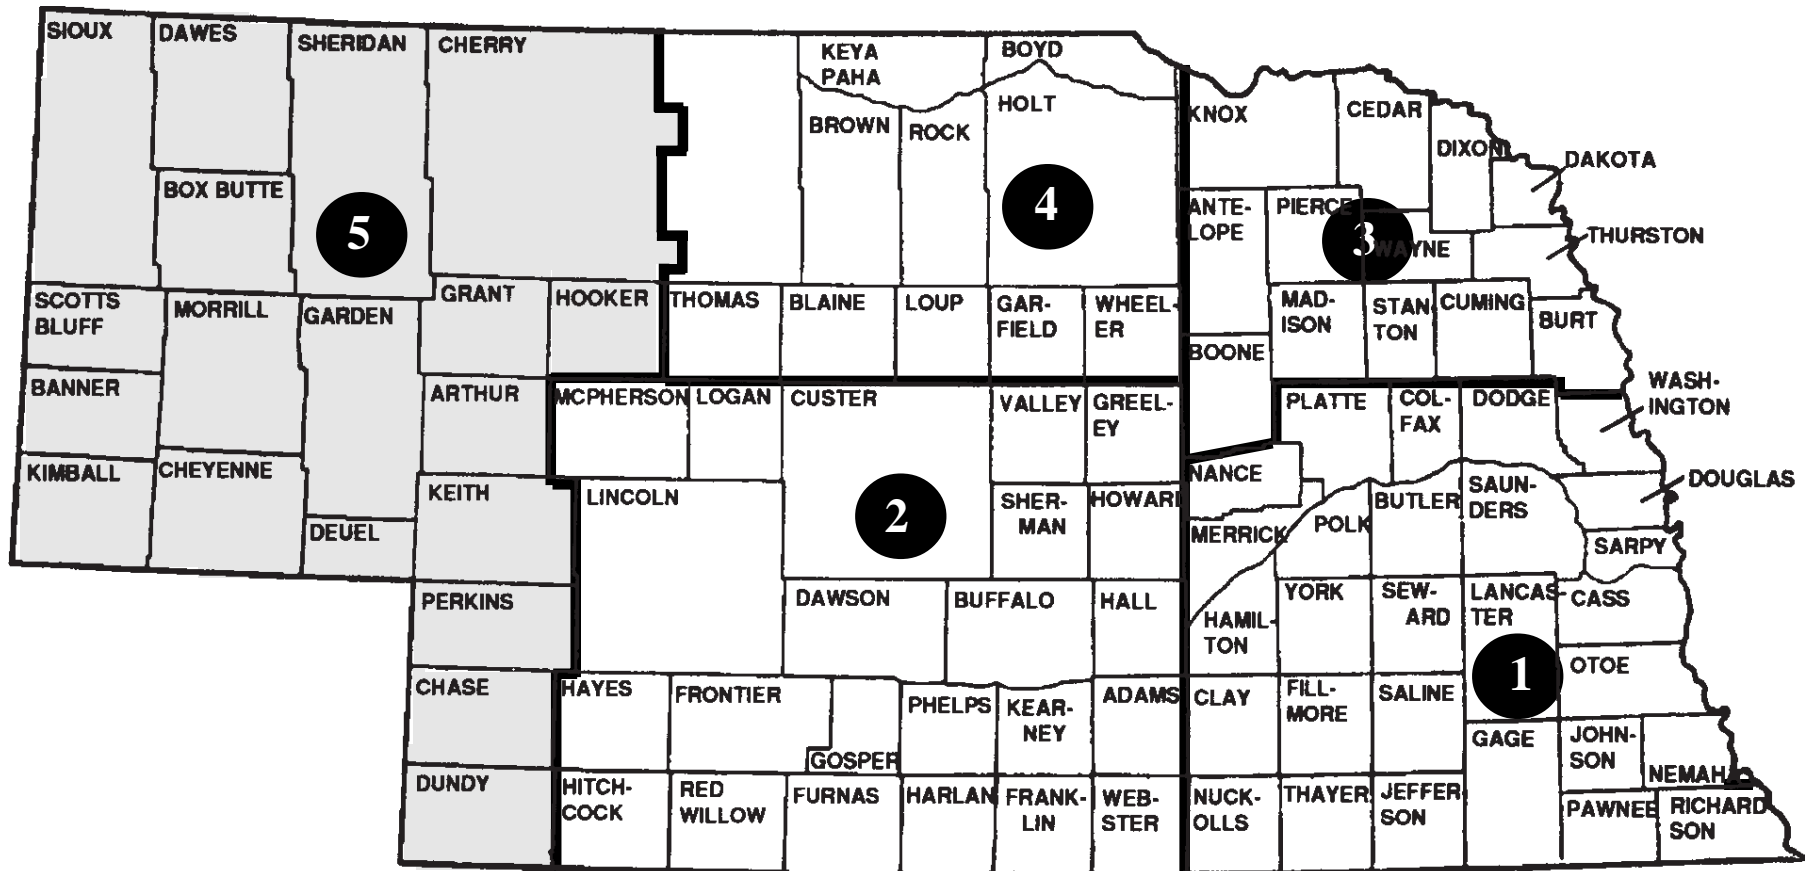 SIOUX
DAWES
SHERIDAN
CHERRY
KEYA
PAHA
BOYD
HOLT
BROWN
ROCK
KNOX
CEDAR
DIXON
DAKOTA
BOX BUTTE
5
4
ANTE-
LOPE
PIERCE
3
WAYNE
THURSTON
SCOTTS
BLUFF
MORRILL
GARDEN
GRANT
HOOKER
THOMAS
BLAINE
LOUP
GAR-
FIELD
WHEEL-
ER
MAD-
ISON
STAN
TON
CUMING
BURT
BOONE
BANNER
ARTHUR
MCPHERSON
LOGAN
CUSTER
VALLEY
GREEL-
EY
PLATTE
COL-
FAX
DODGE
WASH-
INGTON
KIMBALL
CHEYENNE
KEITH
LINCOLN
2
SHER-
MAN
HOWARD
NANCE
MERRICK
POLK
BUTLER
SAUN-
DERS
DOUGLAS
SARPY
DEUEL
PERKINS
DAWSON
BUFFALO
HALL
HAMIL-
TON
YORK
SEW-
ARD
LANCAS-
TER
CASS
1
OTOE
CHASE
HAYES
FRONTIER
GOSPER
PHELPS
KEAR-
NEY
ADAMS
CLAY
FILL-
MORE
SALINE
GAGE
JOHN-
SON
NEMAHA
DUNDY
HITCH-
COCK
RED
WILLOW
FURNAS
HARLAN
FRANK-
LIN
WEB-
STER
NUCK-
OLLS
THAYER
JEFFER
SON
PAWNEE
RICHARD
SON